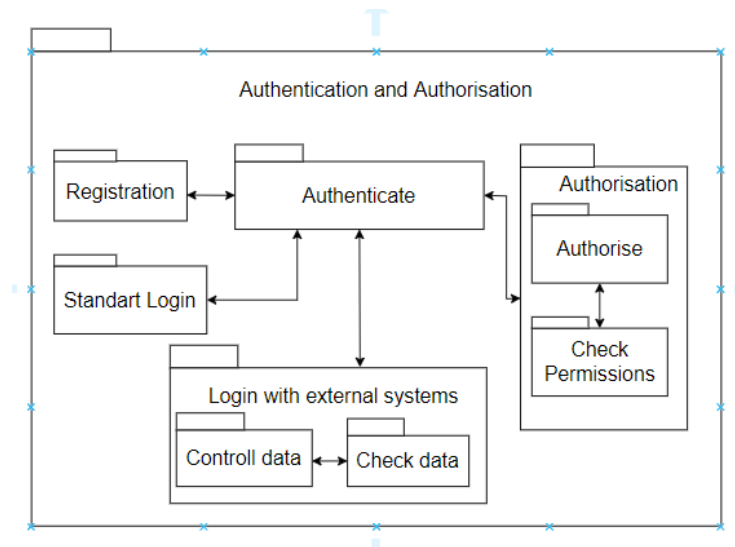 Authentication and Authorisation
Registration
Authenticate
Authorisation
Authorise
Standart Login
Check
Permissions
Login with external systems
Controll data
Check data